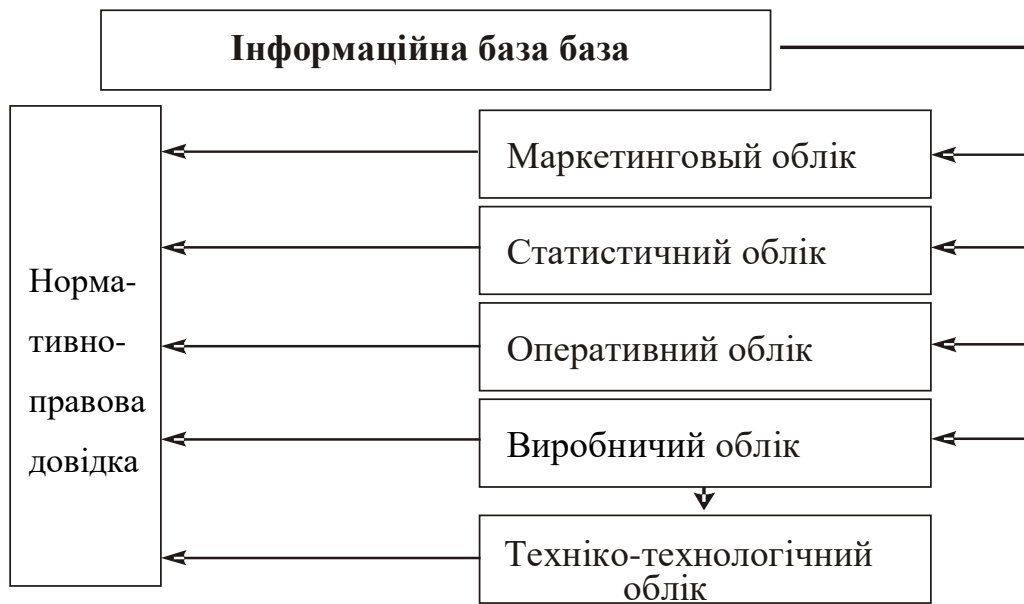 Інформаційна база база
Маркетинговый облік
Статистичний облік
Оперативний облік
Виробничий облік
Техніко-технологічний
облік
Норма-
тивно-
правова
довідка